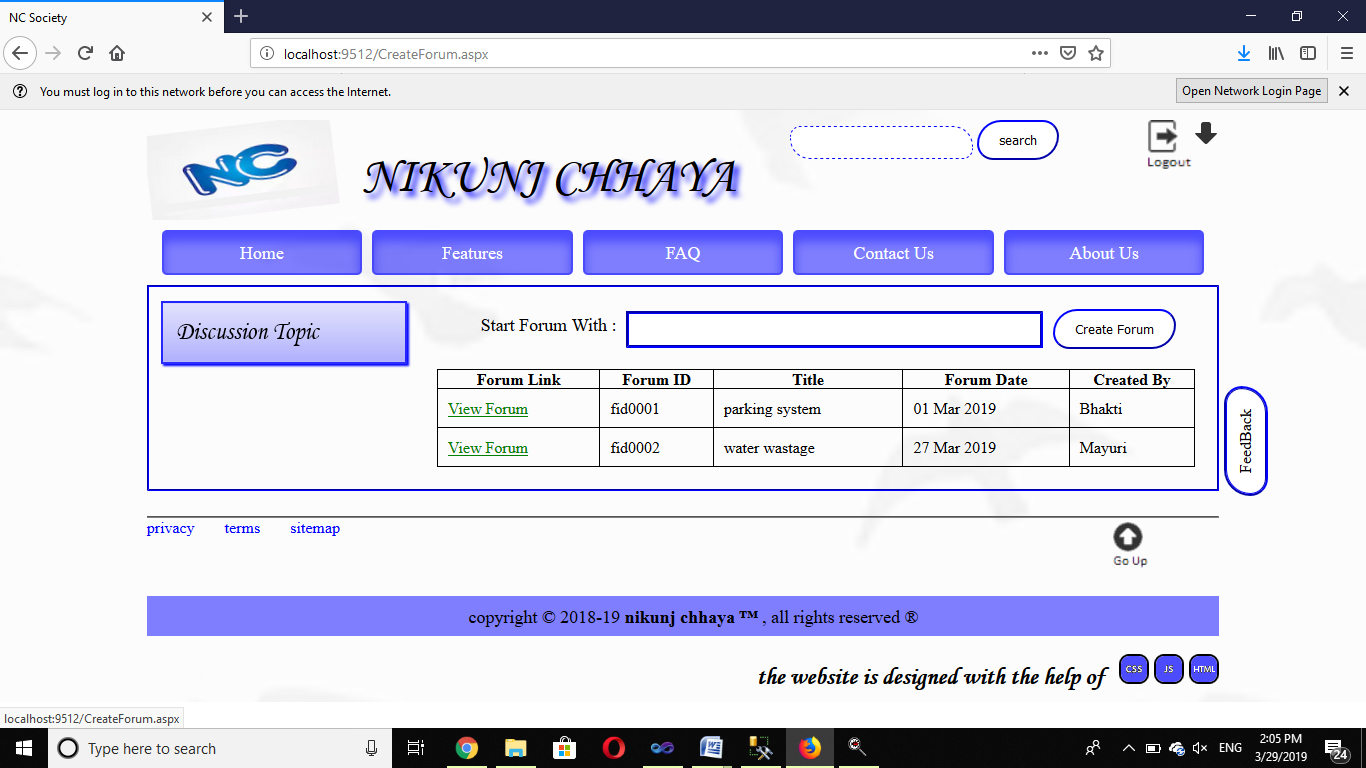 NC Society
localhost:9512/CreateForum.aspx
You must log in to this network before you can access the Internet.
Open Network Login Page
NC
NIKUNJ CHHAYA
search
Logout
Home
Features
FAQ
Contact Us
About Us
Discussion Topic
Start Forum With :
Create Forum
Forum Link Forum ID Title Forum Date Created By
View Forum fid0001 parking system 01 Mar 2019 Bhakti
View Forum fid0002 water wastage 27 Mar 2019 Mayuri
FeedBack
privacy terms sitemap
Go Up
copyright © 2018-19 nikunj chhaya ™ , all rights reserved ®
the website is designed with the help of
CSS JS HTML
localhost:9512/CreateForum.aspx
Type here to search
ENG
2:05 PM
3/29/2019
24